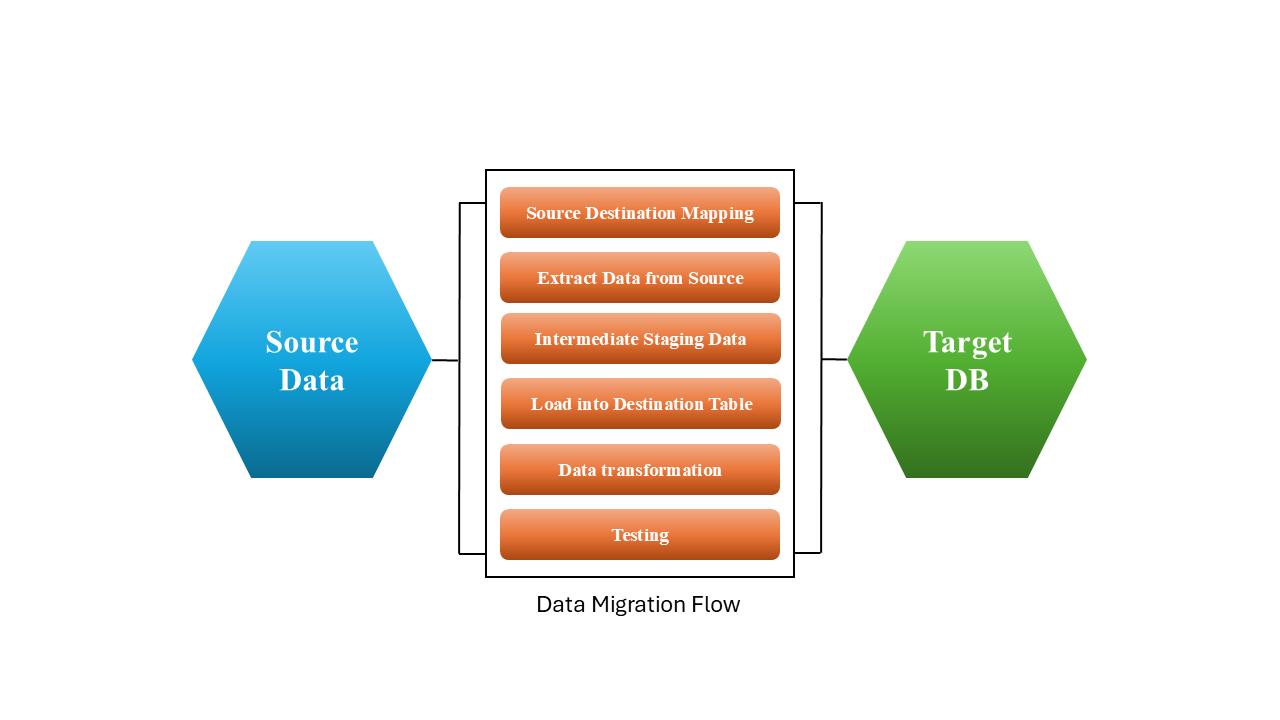 Source Destination Mapping
Extract Data from Source
Intermediate Staging Data
Source
Data
Target
DB
Load into Destination Table
Data transformation
Testing
Data Migration Flow